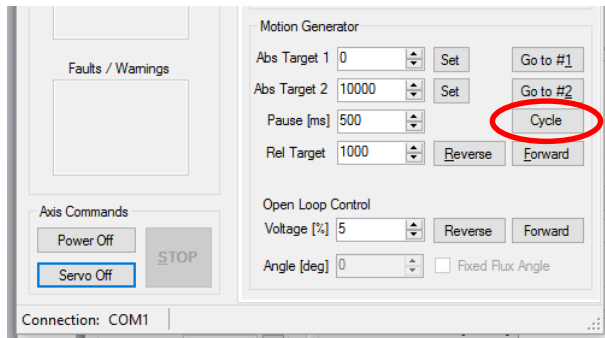 Motion Generator
Abs Target 1 0 Set Go to #1
Abs Target 2 10000 Set Go to #2
Pause [ms] 500 Cycle
Rel Target 1000 Reverse Forward
Open Loop Control
Voltage [%] 5 Reverse Forward
Angle [deg] 0 Fixed Flux Angle
Faults / Warnings
Axis Commands
Power Off
STOP
Servo Off
Connection: COM1